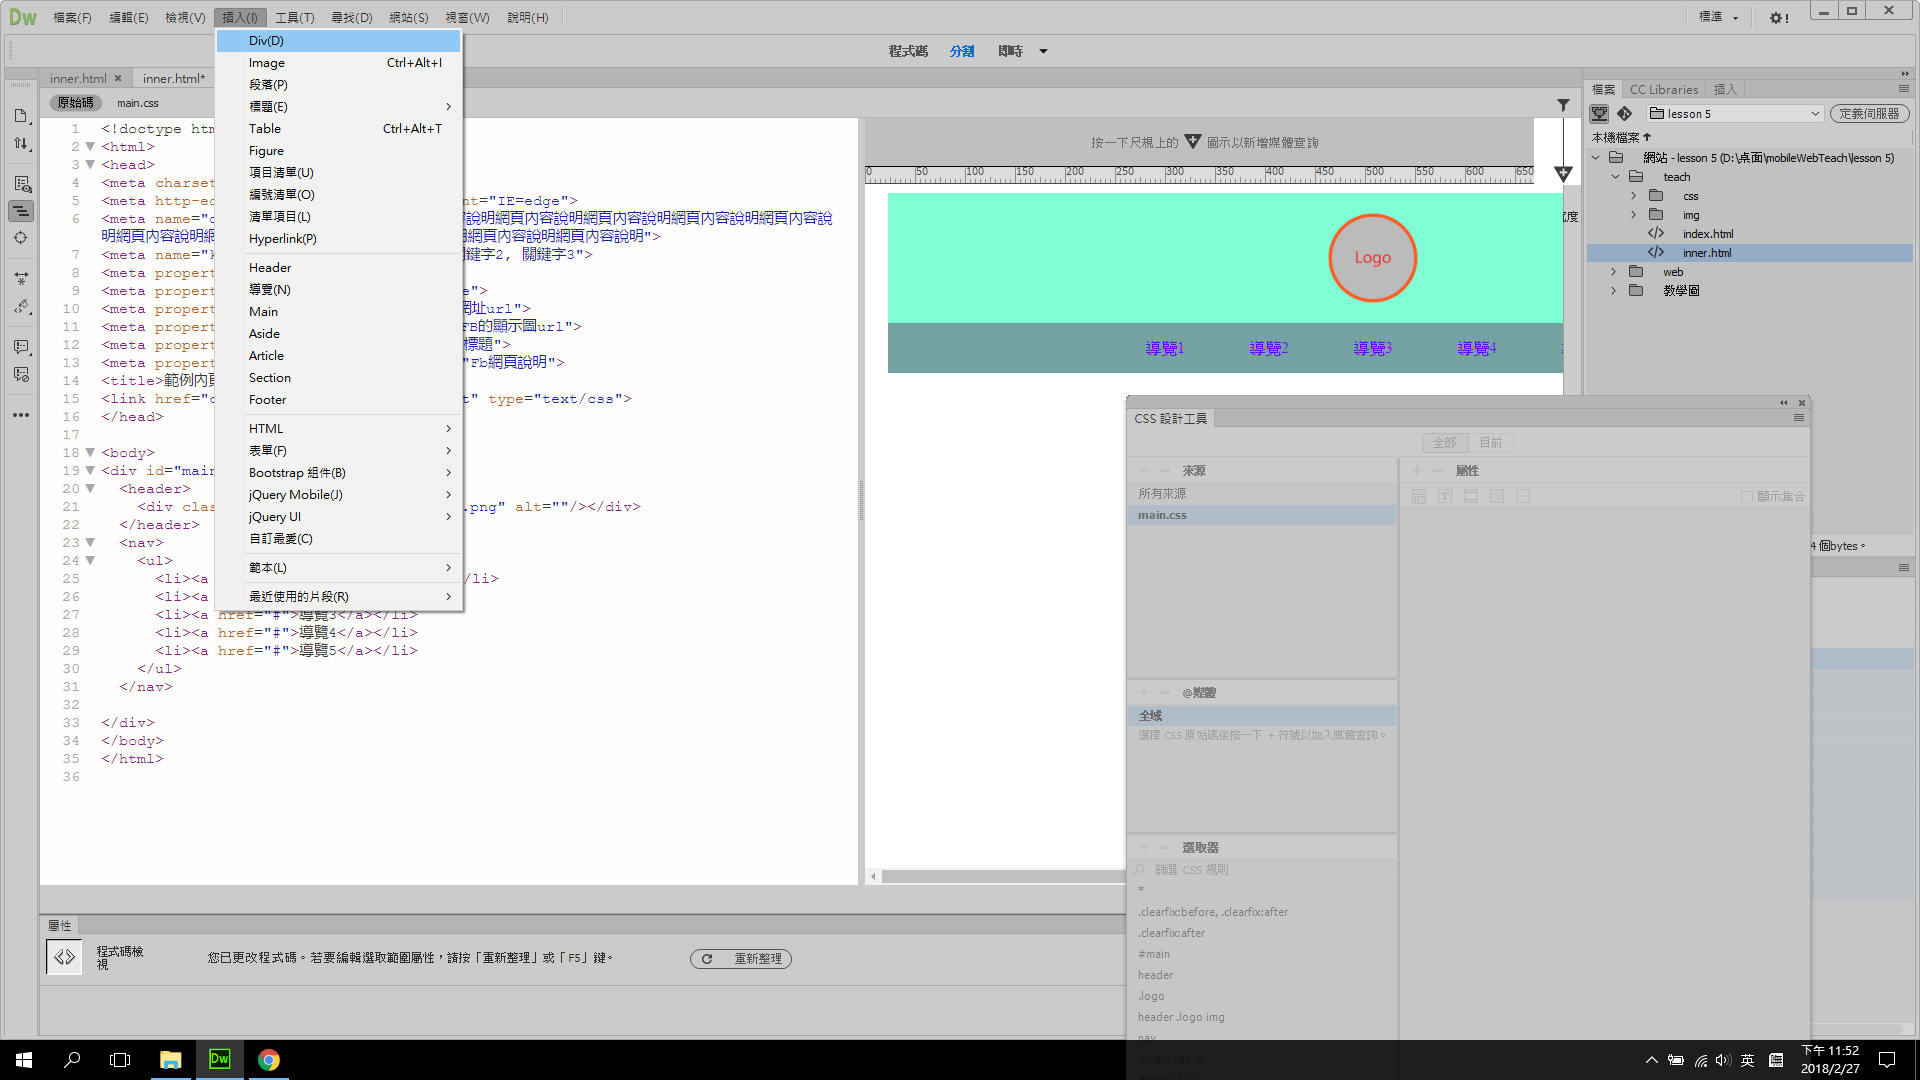 Dw 檔案(F) 編輯(E) 檢視(V) 插入(I) 工具(T) 尋找(D) 網站(S) 視窗(W) 說明(H) 標準
程式碼 分割 即時
inner.html inner.html*
原始碼 main.css
Div(D)
Image Ctrl+Alt+I
段落(P)
標題(E)
Table Ctrl+Alt+T
Figure
項目清單(U)
編號清單(O)
清單項目(L)
Hyperlink(P)
Header
導覽(N)
Main
Aside
Article
Section
Footer
HTML
表單(F)
Bootstrap 組件(B)
jQuery Mobile(J)
jQuery UI
自訂最愛(C)
範本(L)
最近使用的片段(R)
1 <!doctype htm
2 <html>
3 <head>
4 <meta charset
5 <meta http-eq nt="IE=edge">
6 <meta name="d 說明網頁內容說明網頁內容說明網頁內容說明網頁內容說
明網頁內容說明網 網頁內容說明網頁內容說明">
7 <meta name= 鍵字2, 關鍵字3">
8 <meta propert
9 <meta propert e">
10 <meta propert 網址url">
11 <meta propert FB的顯示圖url">
12 <meta propert 標題">
13 <meta propert "Fb網頁說明">
14 <title>範例內頁
15 <link href="c t" type="text/css">
16 </head>
17
18 <body>
19 <div id="main
20 <header>
21 <div clas .png" alt=""/></div>
22 </header>
23 <nav>
24 <ul>
25 <li><a /li>
26 <li><a
27 <li><a href="#">導覽3</a></li>
28 <li><a href="#">導覽4</a></li>
29 <li><a href="#">導覽5</a></li>
30 </ul>
31 </nav>
32
33 </div>
34 </body>
35 </html>
36
按一下尺規上的 圖示以新增媒體查詢
0 50 100 150 200 250 300 350 400 450 500 550 600 650
Logo
導覽1 導覽2 導覽3 導覽4
檔案 CC Libraries 插入
lesson 5 定義伺服器
本機檔案
網站 - lesson 5 (D:\桌面\mobileWebTeach\lesson 5)
teach
css
img
index.html
inner.html
web
教學圖
4 個bytes。
CSS 設計工具
全部 目前
來源 屬性
所有來源 顯示集合
main.css
@媒體
全域
選擇 CSS 原始碼後按一下 + 符號以加入媒體查詢。
選取器
篩選 CSS 規則
*
.clearfix:before, .clearfix:after
.clearfix:after
#main
header
.logo
header .logo img
nav
#main nav ul
屬性
程式碼檢
視
您已更改程式碼。若要編輯選取範圍屬性,請按「重新整理」或「F5」鍵。
重新整理
Dw
英
下午 11:52
2018/2/27